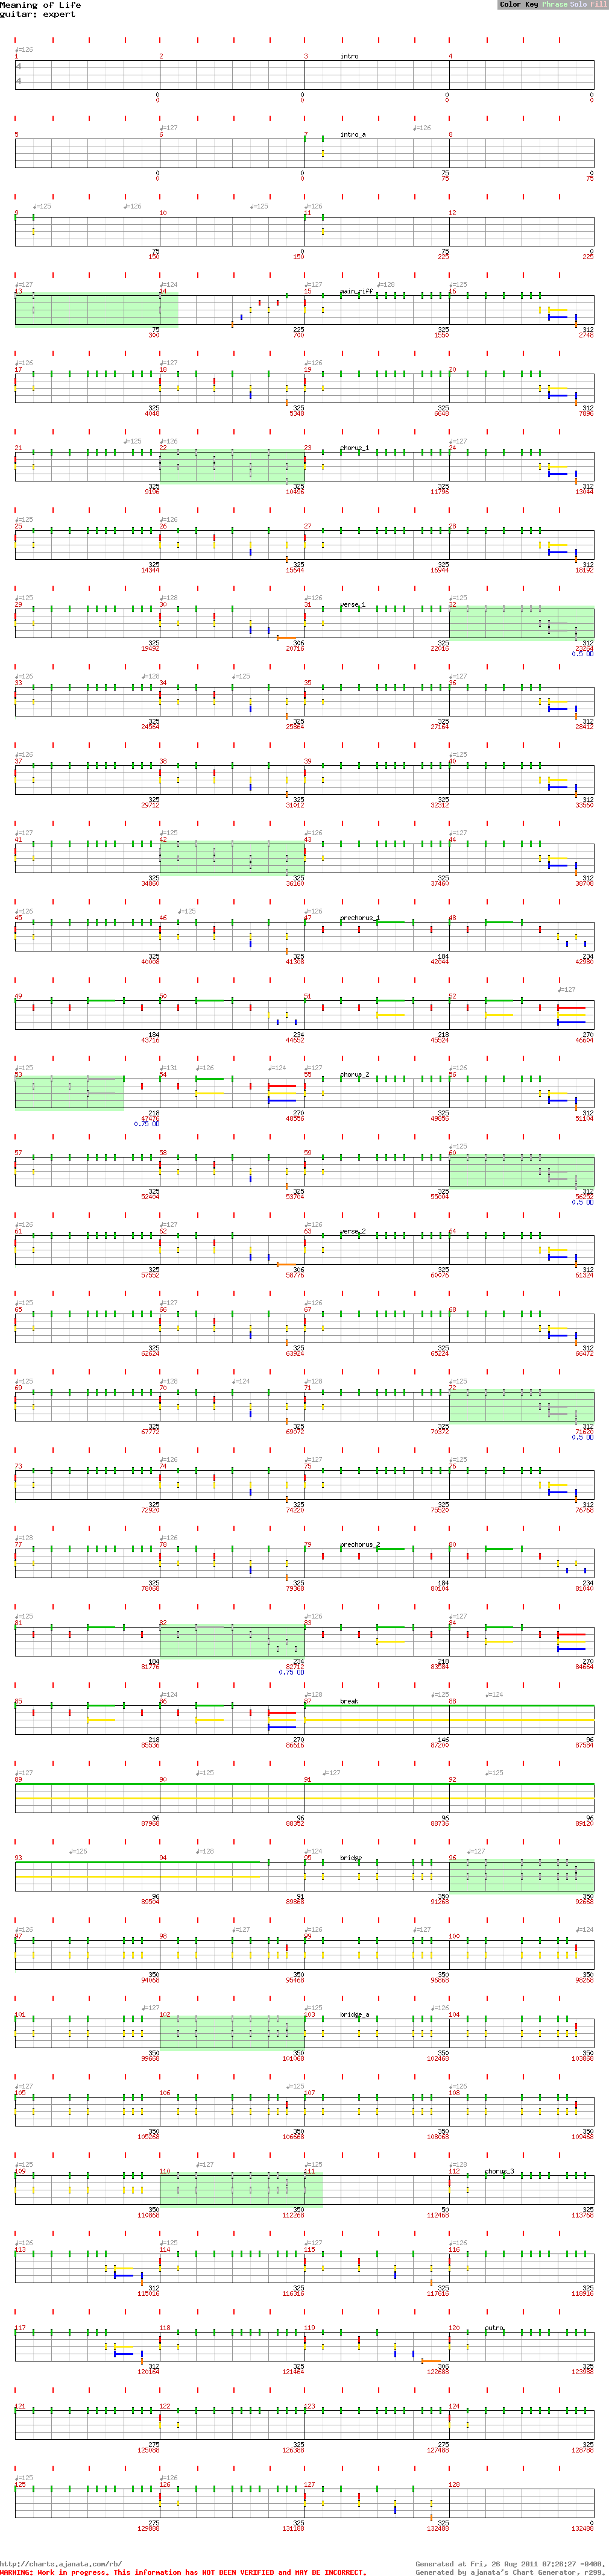 Meaning of Life
guitar: expert
Color Key Phrase Solo Fill
♩=126
1 2 3 intro 4
4
4
0 0 0 0
0 0 0 0
♩=127 ♩=126
5 6 7 intro_a 8
0 0 75 0
0 0 75 75
♩=125 ♩=126 ♩=125 ♩=126
9 10 11 12
75 0 75 0
150 150 225 225
♩=127 ♩=124 ♩=127 ♩=128 ♩=125
13 14 15 main_riff 16
75 225 325 312
300 700 1550 2748
♩=126 ♩=127 ♩=126
17 18 19 20
325 325 325 312
4048 5348 6648 7896
♩=125 ♩=126 ♩=127
21 22 23 chorus_1 24
325 325 325 312
9196 10496 11796 13044
♩=125 ♩=126
25 26 27 28
325 325 325 312
14344 15644 16944 18192
♩=125 ♩=128 ♩=126 ♩=125
29 30 31 verse_1 32
325 306 325 312
19492 20716 22016 23264
0.5 OD
♩=126 ♩=128 ♩=125 ♩=127
33 34 35 36
325 325 325 312
24564 25864 27164 28412
♩=126 ♩=125
37 38 39 40
325 325 325 312
29712 31012 32312 33560
♩=127 ♩=125 ♩=126 ♩=127
41 42 43 44
325 325 325 312
34860 36160 37460 38708
♩=126 ♩=125 ♩=126
45 46 47 prechorus_1 48
325 325 184 234
40008 41308 42044 42980
♩=127
49 50 51 52
184 234 218 270
43716 44652 45524 46604
♩=125 ♩=131 ♩=126 ♩=124 ♩=127 ♩=126
53 54 55 chorus_2 56
218 270 325 312
47476 48556 49856 51104
0.75 OD
♩=125
57 58 59 60
325 325 325 312
52404 53704 55004 56252
0.5 OD
♩=126 ♩=127 ♩=126
61 62 63 verse_2 64
325 306 325 312
57552 58776 60076 61324
♩=125 ♩=127 ♩=126
65 66 67 68
325 325 325 312
62624 63924 65224 66472
♩=125 ♩=128 ♩=124 ♩=128 ♩=125
69 70 71 72
325 325 325 312
67772 69072 70372 71620
0.5 OD
♩=126 ♩=127 ♩=125
73 74 75 76
325 325 325 312
72920 74220 75520 76768
♩=128 ♩=126
77 78 79 prechorus_2 80
325 325 184 234
78068 79368 80104 81040
♩=125 ♩=126 ♩=127
81 82 83 84
184 234 218 270
81776 82712 83584 84664
0.75 OD
♩=124 ♩=128 ♩=125 ♩=124
85 86 87 break 88
218 270 146 96
85536 86616 87200 87584
♩=127 ♩=125 ♩=127 ♩=125
89 90 91 92
96 96 96 96
87968 88352 88736 89120
♩=126 ♩=128 ♩=124 ♩=127
93 94 95 bridge 96
96 91 350 350
89504 89868 91268 92668
♩=126 ♩=127 ♩=126 ♩=127 ♩=124
97 98 99 100
350 350 350 350
94068 95468 96868 98268
♩=127 ♩=125 ♩=126
101 102 103 bridge_a 104
350 350 350 350
99668 101068 102468 103868
♩=127 ♩=125 ♩=126
105 106 107 108
350 350 350 350
105268 106668 108068 109468
♩=125 ♩=127 ♩=125 ♩=128
109 110 111 112 chorus_3
350 350 50 325
110868 112268 112468 113768
♩=126 ♩=125 ♩=127 ♩=126
113 114 115 116
312 325 325 325
115016 116316 117616 118916
117 118 119 120 outro
312 325 306 325
120164 121464 122688 123988
121 122 123 124
275 325 275 325
125088 126388 127488 128788
♩=125 ♩=126
125 126 127 128
275 325 325 0
129888 131188 132488 132488
http://charts.ajanata.com/rb/
Generated at Fri, 26 Aug 2011 07:26:27 -0400.
WARNING: Work in progress. This information has NOT BEEN VERIFIED and MAY BE INCORRECT.
Generated by ajanata's Chart Generator, r299.